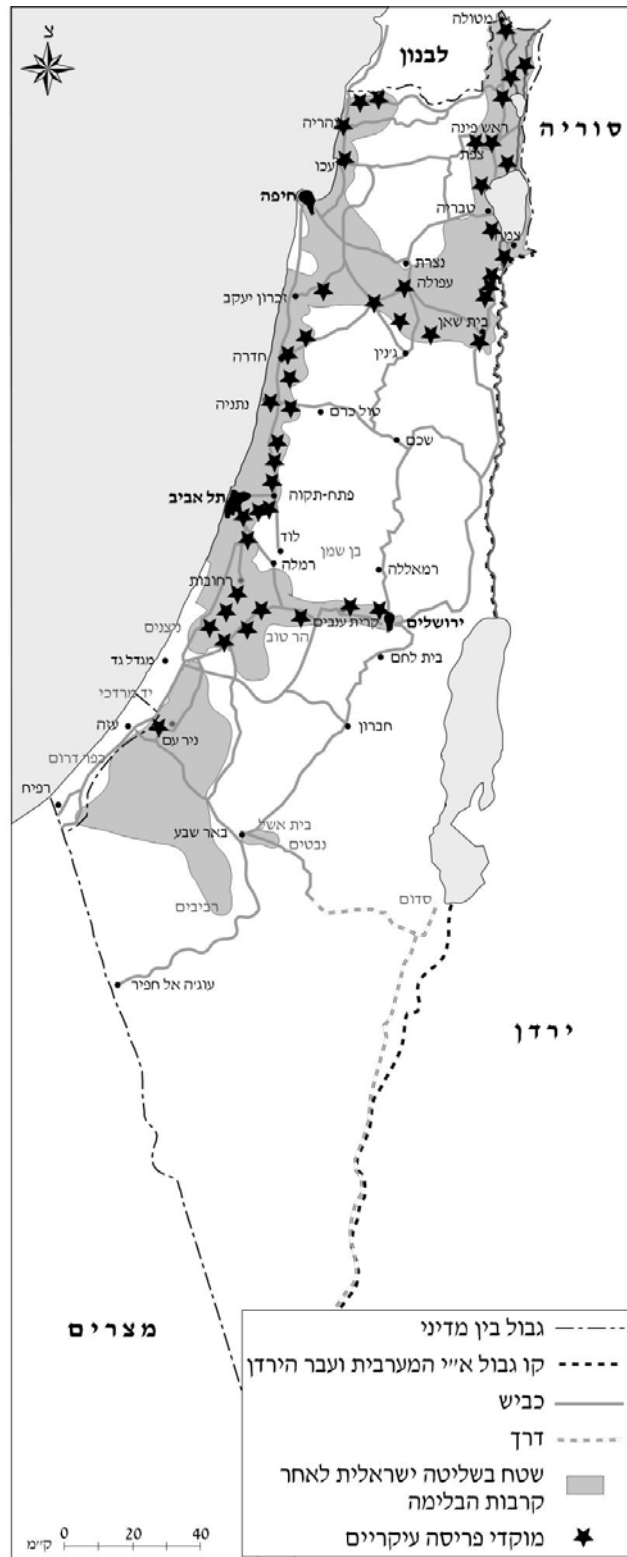 צ
מטולה
לבנון
סוריה
נהריה
ראש פינה
צפת
עכו
חיפה
טבריה
צמח
נצרת
עפולה
זכרון יעקב
בית שאן
חדרה
ג'נין
נתניה
טול כרם
שכם
תל אביב
פתח-תקוה
לוד
בן שמן
רמלה
רמאללה
רחובות
ניצנים
הר טוב
קרית ענבים
ירושלים
מגדל גד
בית לחם
יד מרדכי
עזה
ניר עם
חברון
כפר דרום
רפיח
בית אשל
באר שבע
נבטים
רביבים
סדום
עוג'ה אל חפיר
ירדן
מצרים
גבול בין מדיני
קו גבול א"י המערבית ועבר הירדן
כביש
דרך
שטח בשליטה ישראלית לאחר
קרבות הבלימה
מוקדי פריסה עיקריים
0 20 40
ק"מ